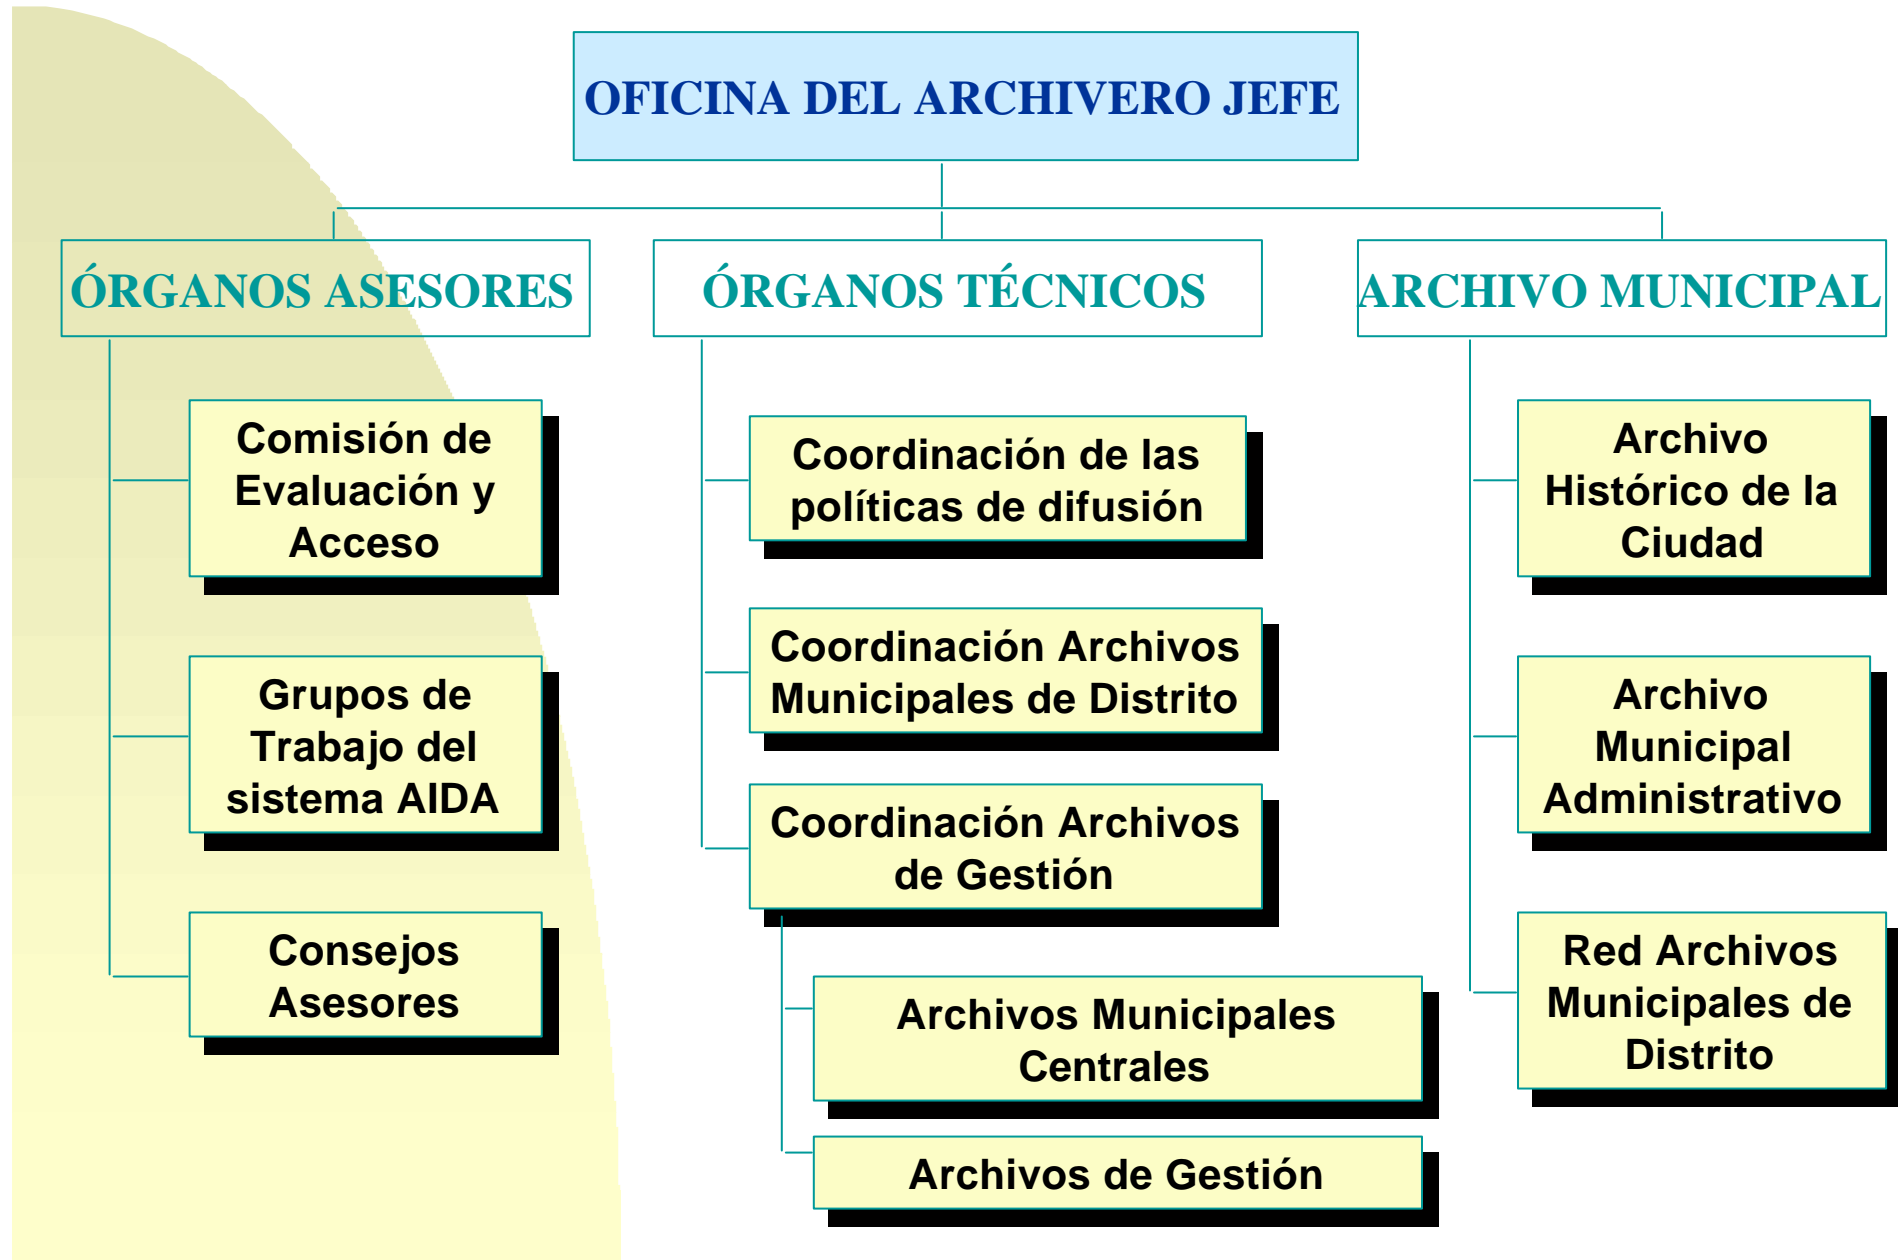 OFICINA DEL ARCHIVERO JEFE
ÓRGANOS ASESORES
Comisión de
Evaluación y
Acceso
Grupos de
Trabajo del
sistema AIDA
Consejos
Asesores
ÓRGANOS TÉCNICOS
Coordinación de las
políticas de difusión
Coordinación Archivos
Municipales de Distrito
Coordinación Archivos
de Gestión
Archivos Municipales
Centrales
Archivos de Gestión
ARCHIVO MUNICIPAL
Archivo
Histórico de la
Ciudad
Archivo
Municipal
Administrativo
Red Archivos
Municipales de
Distrito